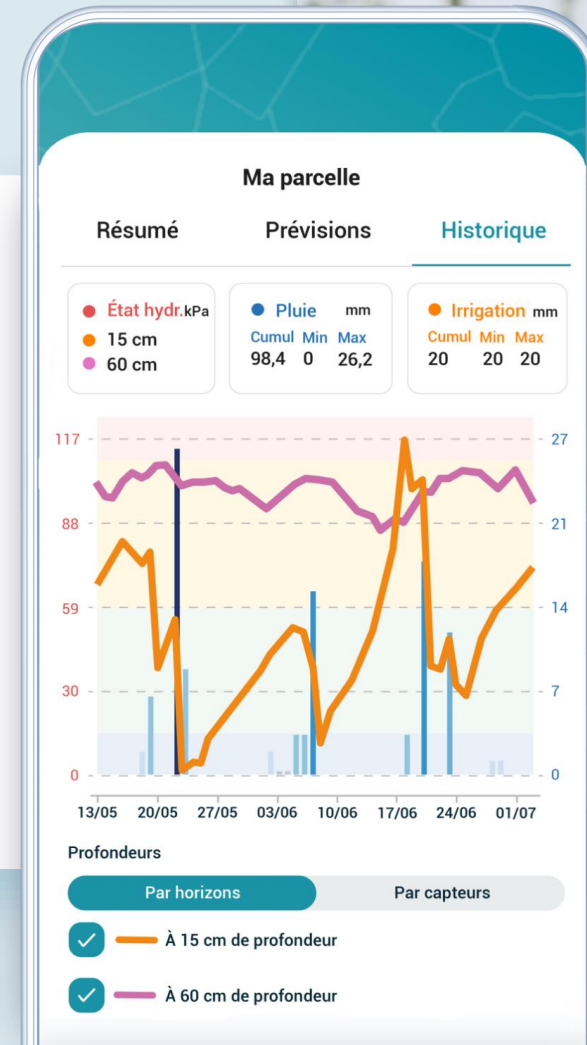 Ma parcelle
Résumé Prévisions Historique
État hydr. kPa
15 cm
60 cm
Pluie mm
Cumul Min Max
98,4 0 26,2
Irrigation mm
Cumul Min Max
20 20 20
117 27
88 21
59 14
30 7
0 0
13/05 20/05 27/05 03/06 10/06 17/06 24/06 01/07
Profondeurs
Par horizons Par capteurs
À 15 cm de profondeur
À 60 cm de profondeur